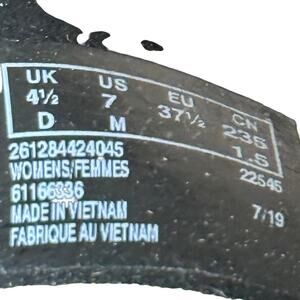 UK US EU CN
4½ 7 37½ 235
D M 1.5
261284424045 22545
WOMENS/FEMMES
61166336
MADE IN VIETNAM 7/19
FABRIQUE AU VIETNAM